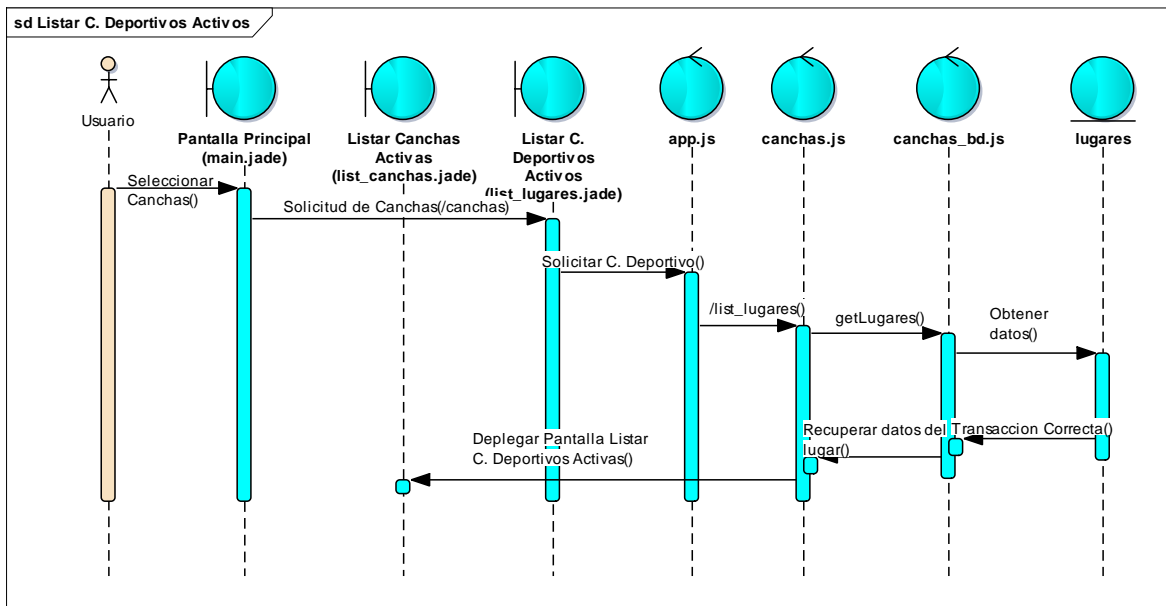 sd Listar C. Deportivos Activos
Usuario
Pantalla Principal
(main.jade)
Listar Canchas
Activas
(list_canchas.jade)
Listar C.
Deportivos
Activos
(list_lugares.jade)
app.js
canchas.js
canchas_bd.js
lugares
Seleccionar
Canchas()
Solicitud de Canchas(/canchas)
Solicitar C. Deportivo()
/list_lugares()
getLugares()
Obtener
datos()
Transaccion Correcta()
Recuperar datos del
lugar()
Deplegar Pantalla Listar
C. Deportivos Activas()